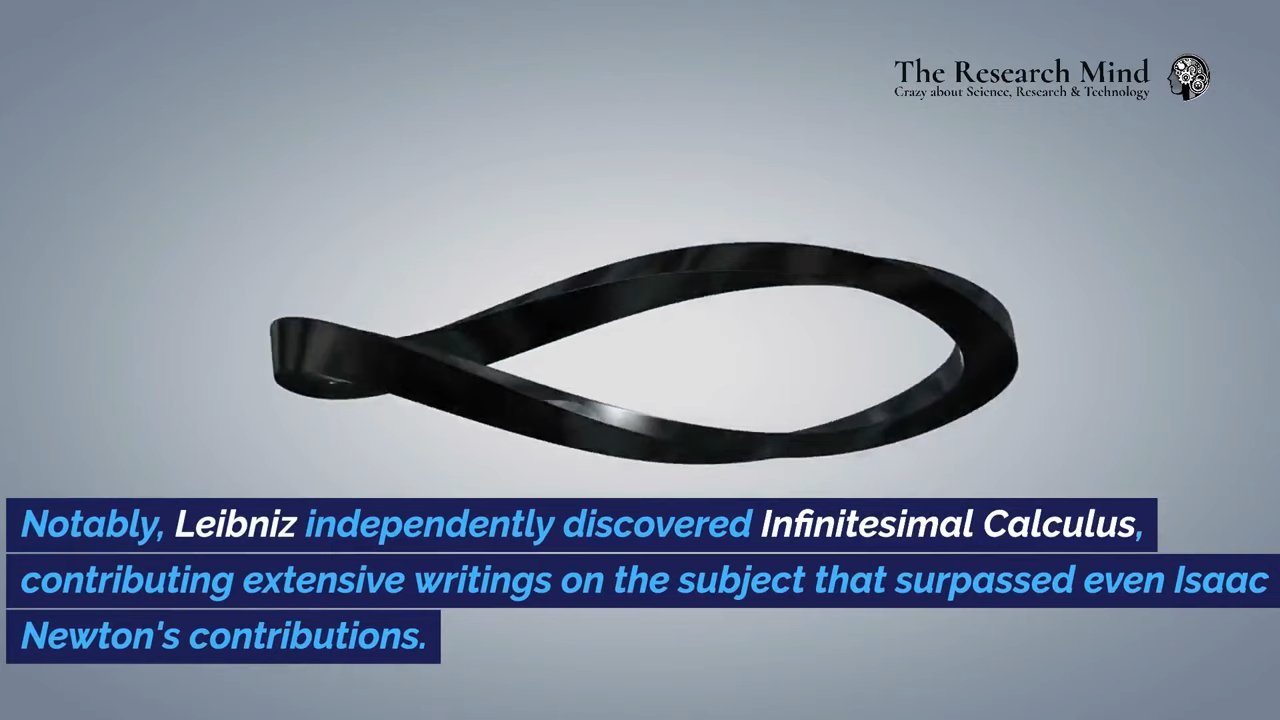 The Research Mind
Crazy about Science, Research & Technology
Notably, Leibniz independently discovered Infinitesimal Calculus,
contributing extensive writings on the subject that surpassed even Isaac
Newton's contributions.